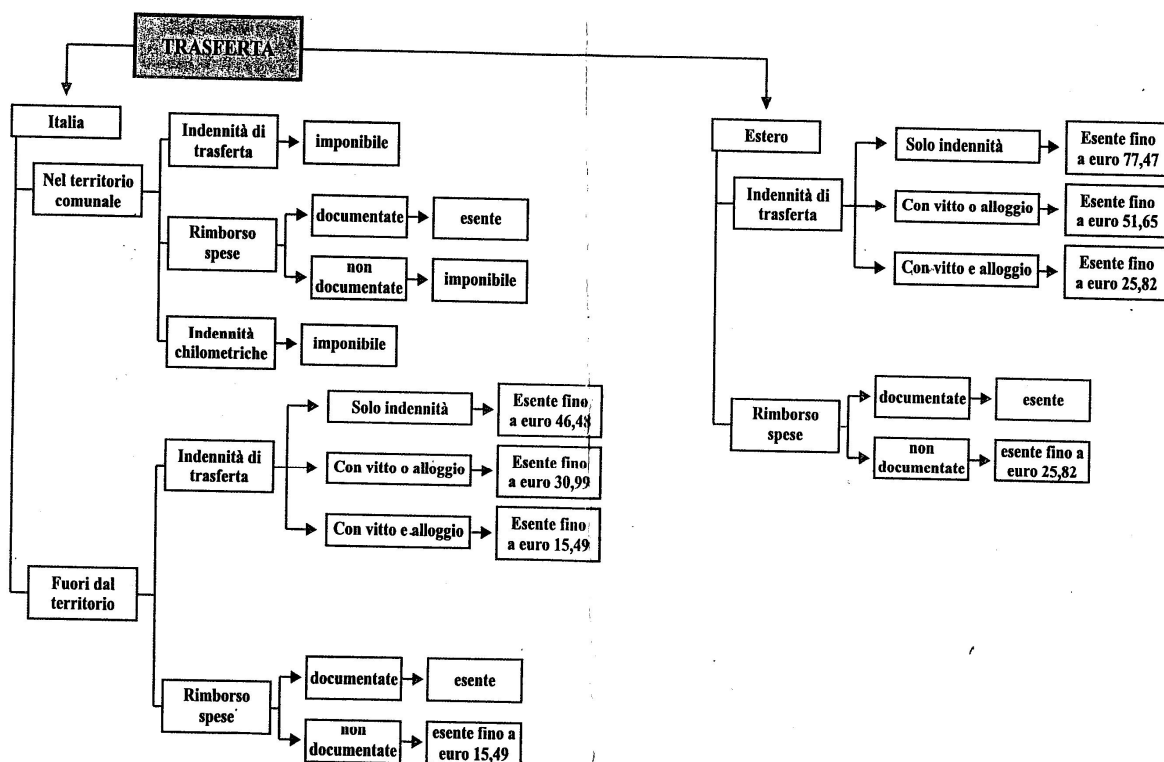 TRASFERTA
Italia
Nel territorio
comunale
Indennità di
trasferta
imponibile
Rimborso
spese
documentate
esente
non
documentate
imponibile
Indennità
chilometriche
imponibile
Fuori dal
territorio
Indennità di
trasferta
Solo indennità
Esente fino
a euro 46,48
Con vitto o alloggio
Esente fino
a euro 30,99
Con vitto e alloggio
Esente fino
a euro 15,49
Rimborso
spese
documentate
esente
non
documentate
esente fino a
euro 15,49
Estero
Indennità di
trasferta
Solo indennità
Esente fino
a euro 77,47
Con vitto o alloggio
Esente fino
a euro 51,65
Con vitto e alloggio
Esente fino
a euro 25,82
Rimborso
spese
documentate
esente
non
documentate
esente fino a
euro 25,82